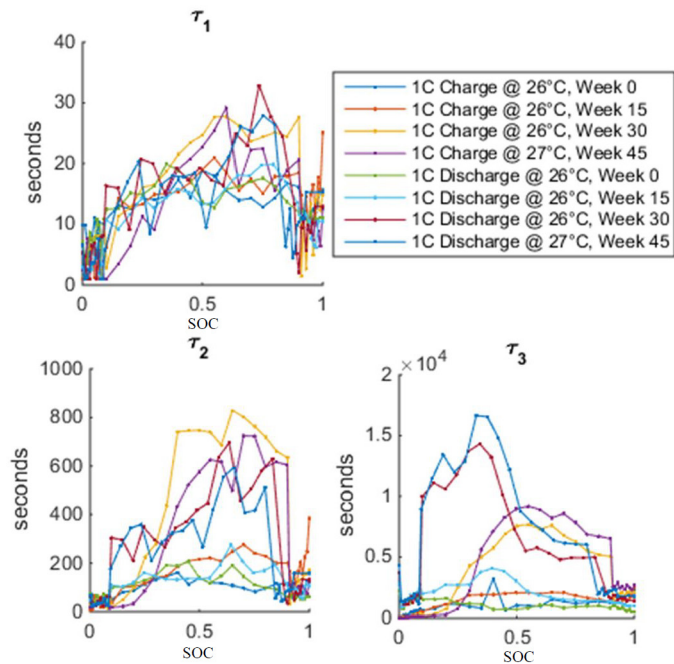 τ1
40
30
20
10
0
seconds
0
0.5
1
SOC
1C Charge @ 26°C, Week 0
1C Charge @ 26°C, Week 15
1C Charge @ 26°C, Week 30
1C Charge @ 27°C, Week 45
1C Discharge @ 26°C, Week 0
1C Discharge @ 26°C, Week 15
1C Discharge @ 26°C, Week 30
1C Discharge @ 27°C, Week 45
τ2
1000
800
600
400
200
0
seconds
0
0.5
1
SOC
τ3
× 10^4
2
1.5
1
0.5
0
seconds
0
0.5
1
SOC